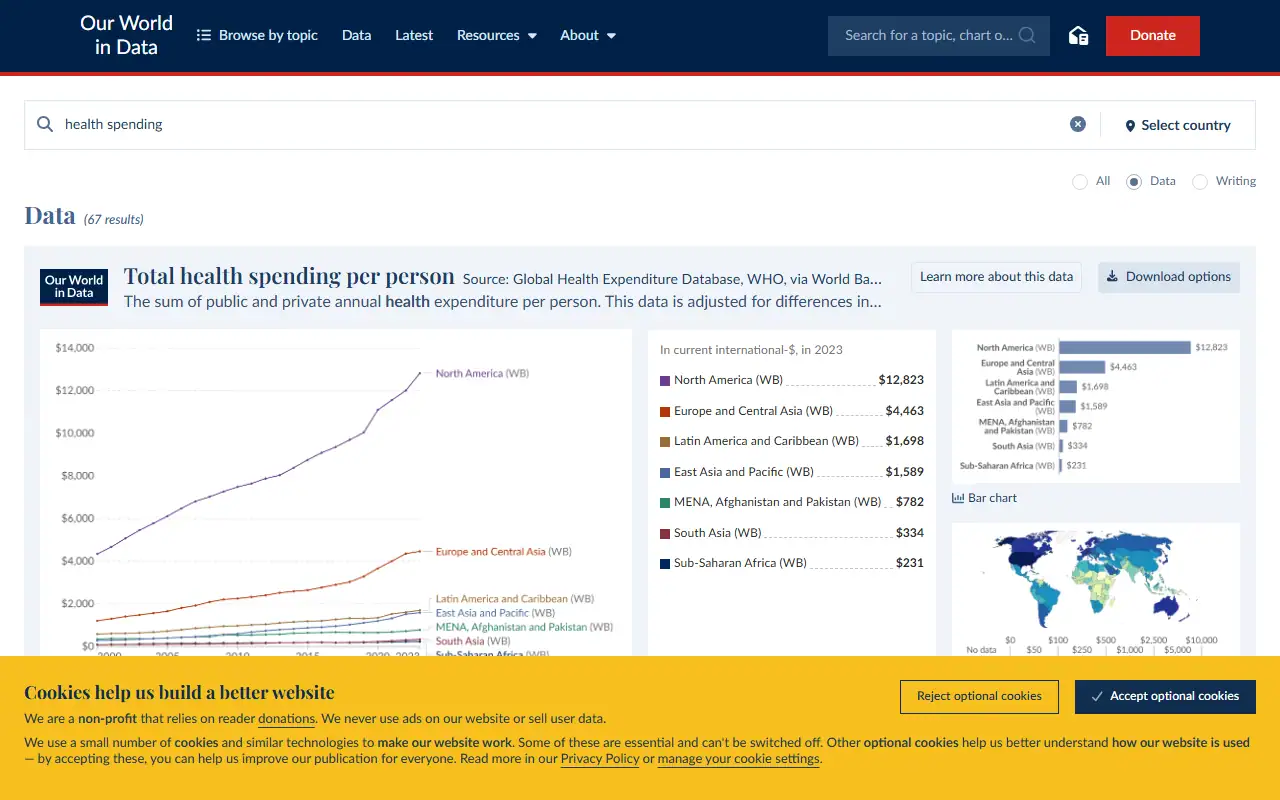 Our World
in Data
Browse by topic
Data
Latest
Resources
About
Search for a topic, chart o...
Donate
health spending
Select country
All
Data
Writing
Data (67 results)
Our World
in Data
Total health spending per person Source: Global Health Expenditure Database, WHO, via World Ba...
The sum of public and private annual health expenditure per person. This data is adjusted for differences in...
Learn more about this data
Download options
$14,000
$12,000
$10,000
$8,000
$6,000
$4,000
$2,000
$0
North America (WB)
Europe and Central Asia (WB)
Latin America and Caribbean (WB)
East Asia and Pacific (WB)
MENA, Afghanistan and Pakistan (WB)
South Asia (WB)
Sub-Saharan Africa (WB)
2000 2005 2010 2015 2020 2023
In current international-$, in 2023
North America (WB) $12,823
Europe and Central Asia (WB) $4,463
Latin America and Caribbean (WB) $1,698
East Asia and Pacific (WB) $1,589
MENA, Afghanistan and Pakistan (WB) $782
South Asia (WB) $334
Sub-Saharan Africa (WB) $231
North America (WB) $12,823
Europe and Central
Asia (WB) $4,463
Latin America and
Caribbean (WB) $1,698
East Asia and Pacific
(WB) $1,589
MENA, Afghanistan
and Pakistan (WB) $782
South Asia (WB) $334
Sub-Saharan Africa (WB) $231
Bar chart
$0 $100 $500 $2,500 $10,000
No data $50 $250 $1,000 $5,000
Cookies help us build a better website
We are a non-profit that relies on reader donations. We never use ads on our website or sell user data.
We use a small number of cookies and similar technologies to make our website work. Some of these are essential and can't be switched off. Other optional cookies help us better understand how our website is used
— by accepting these, you can help us improve our publication for everyone. Read more in our Privacy Policy or manage your cookie settings.
Reject optional cookies
Accept optional cookies